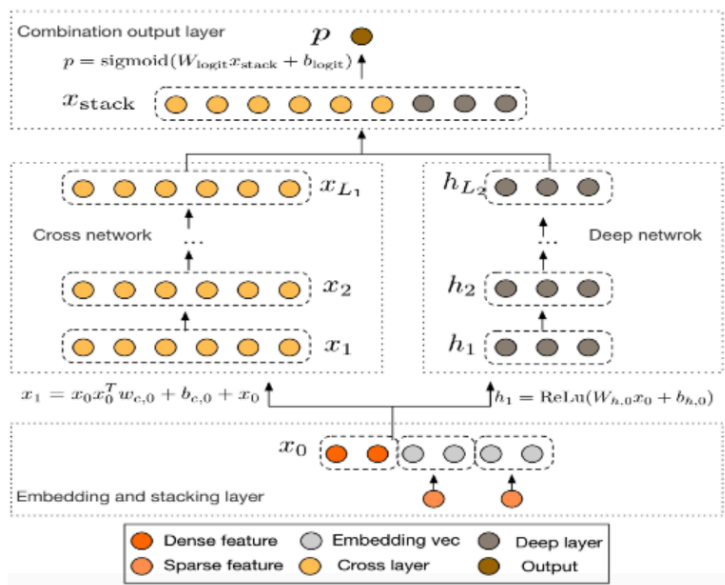 Combination output layer
p
p = sigmoid(W_logit x_stack + b_logit)
x_stack
x_{L_1}
h_{L_2}
Cross network
...
...
Deep netwrok
x_2
h_2
x_1
h_1
x_1 = x_0 x_0^T w_{c,0} + b_{c,0} + x_0
h_1 = ReLu(W_{h,0} x_0 + b_{h,0})
x_0
Embedding and stacking layer
Dense feature
Embedding vec
Deep layer
Sparse feature
Cross layer
Output